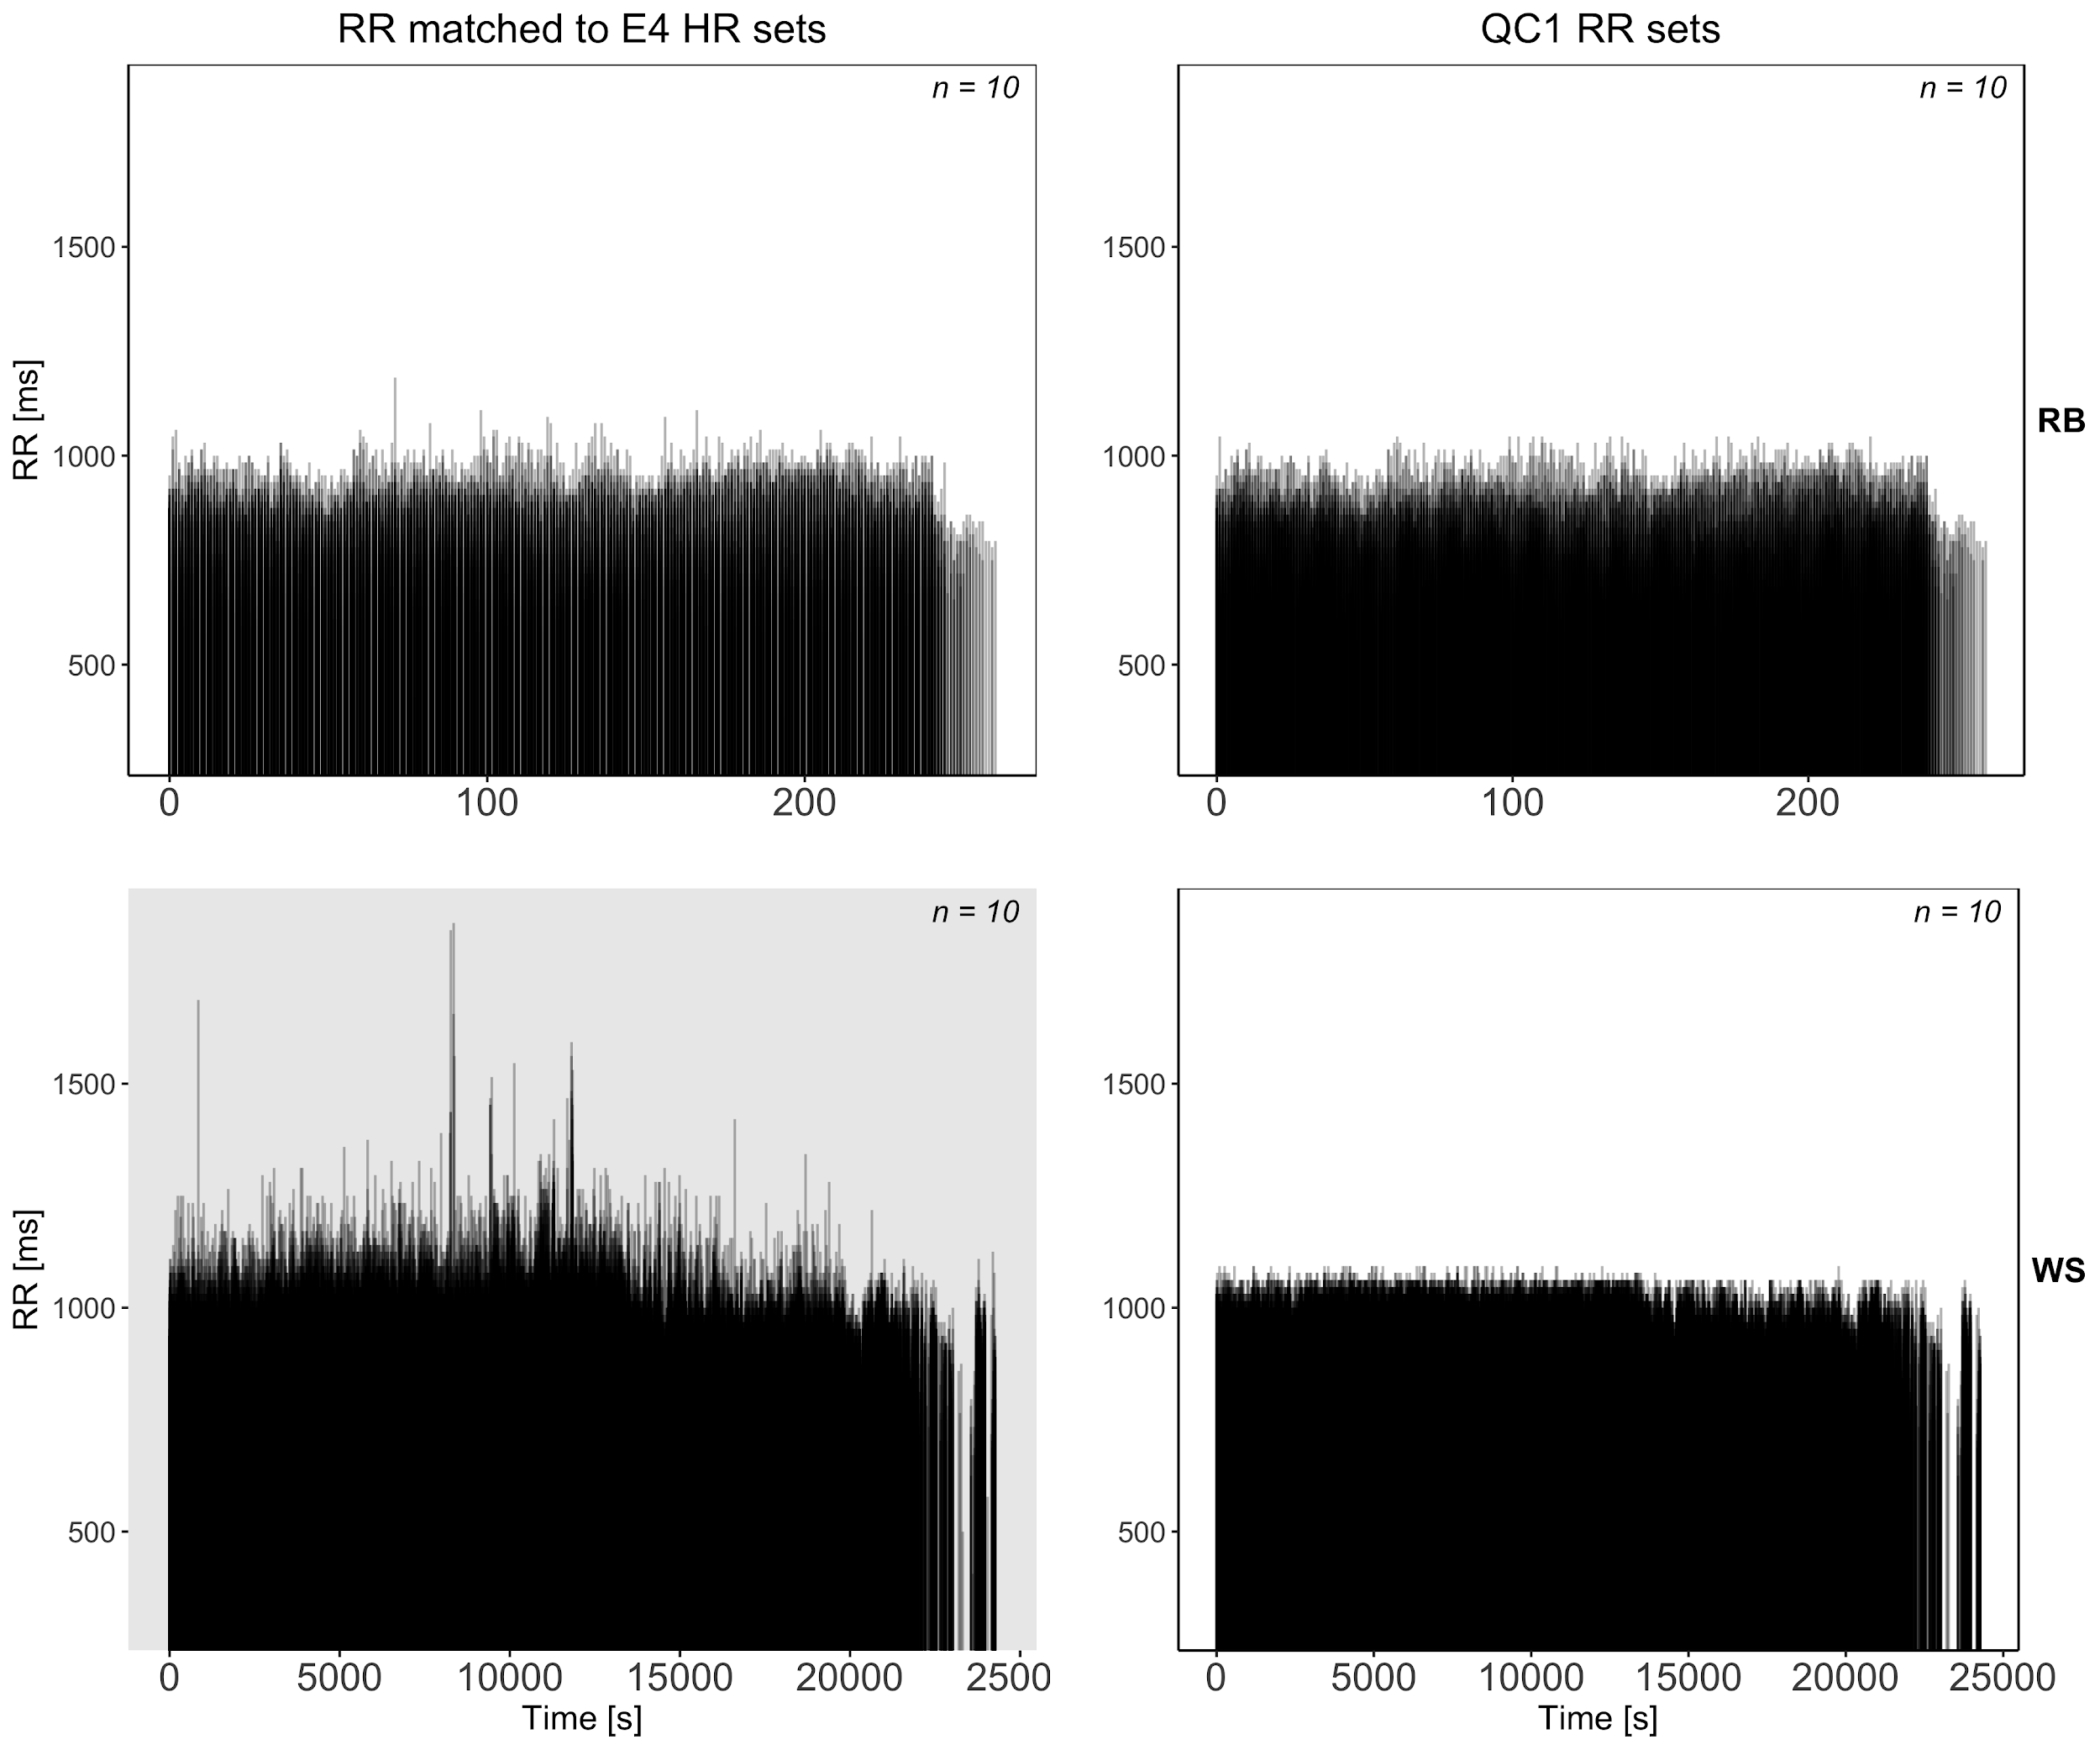 RR matched to E4 HR sets
QC1 RR sets
n = 10
n = 10
1500
1000
500
RR [ms]
0 100 200
1500
1000
500
0 100 200
RB
n = 10
n = 10
1500
1000
500
RR [ms]
0 5000 10000 15000 20000 2500
Time [s]
1500
1000
500
0 5000 10000 15000 20000 25000
Time [s]
WS